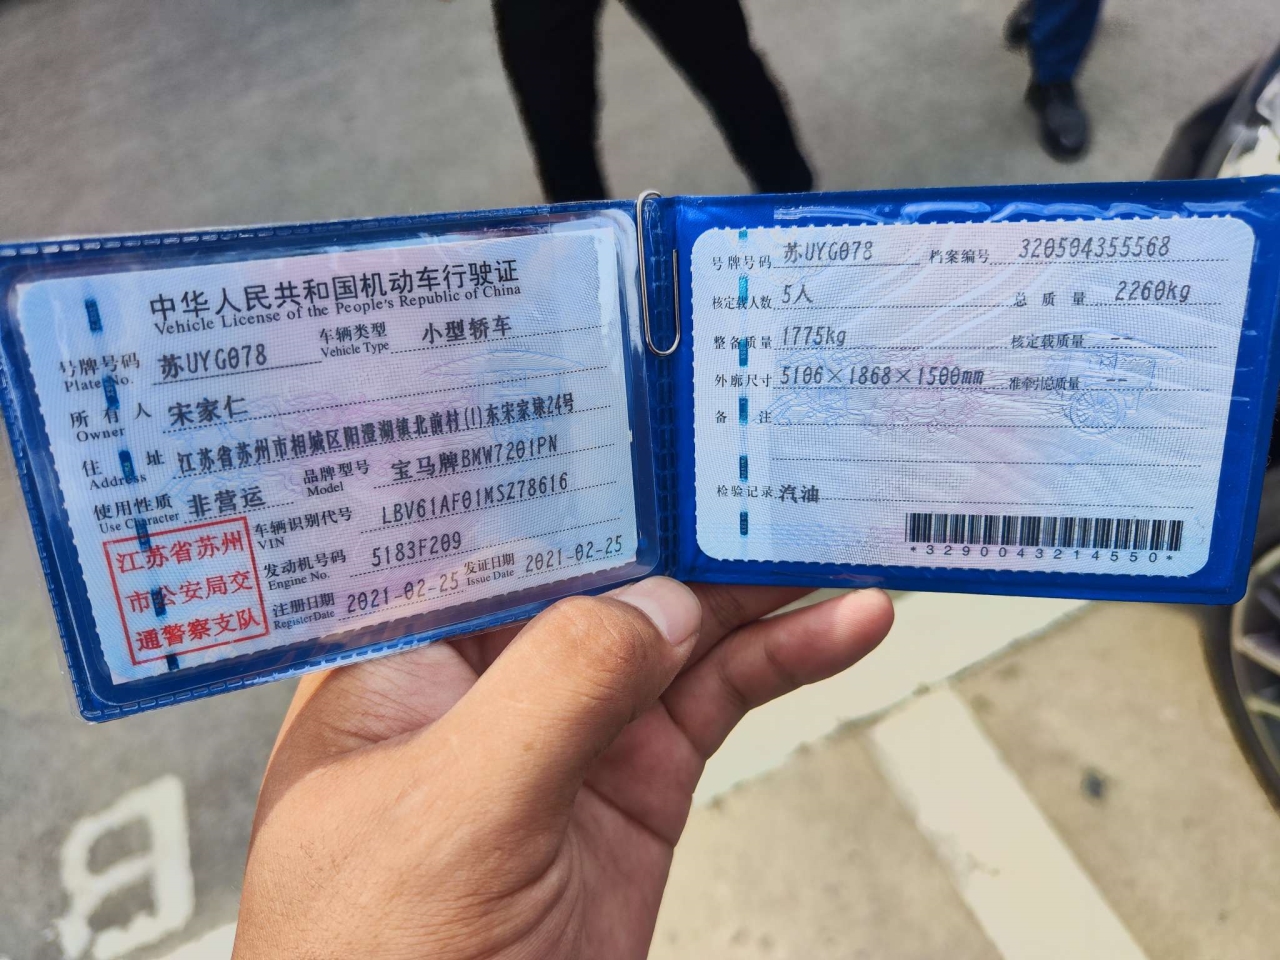 中华人民共和国机动车行驶证
Vehicle License of the People's Republic of China
号牌号码 苏UYG078 车辆类型 小型轿车
Plate No. Vehicle Type
所有人 宋家仁
Owner
住址 江苏省苏州市相城区阳澄湖镇北前村(1)东宋家𡍼24号
Address
使用性质 非营运 品牌型号 宝马牌BMW7201PN
Use Character Model
车辆识别代号 LBV61AF01MSZ78616
VIN
发动机号码 5183F209
Engine No.
注册日期 2021-02-25 发证日期 2021-02-25
Register Date Issue Date
江苏省苏州
市公安局交
通警察支队
号牌号码 苏UYG078 档案编号 320504355568
核定载人数 5人 总质量 2260kg
整备质量 1775kg 核定载质量 --
外廓尺寸 5106×1868×1500mm 准牵引总质量 --
备注
检验记录 汽油
*3290043214550*
B